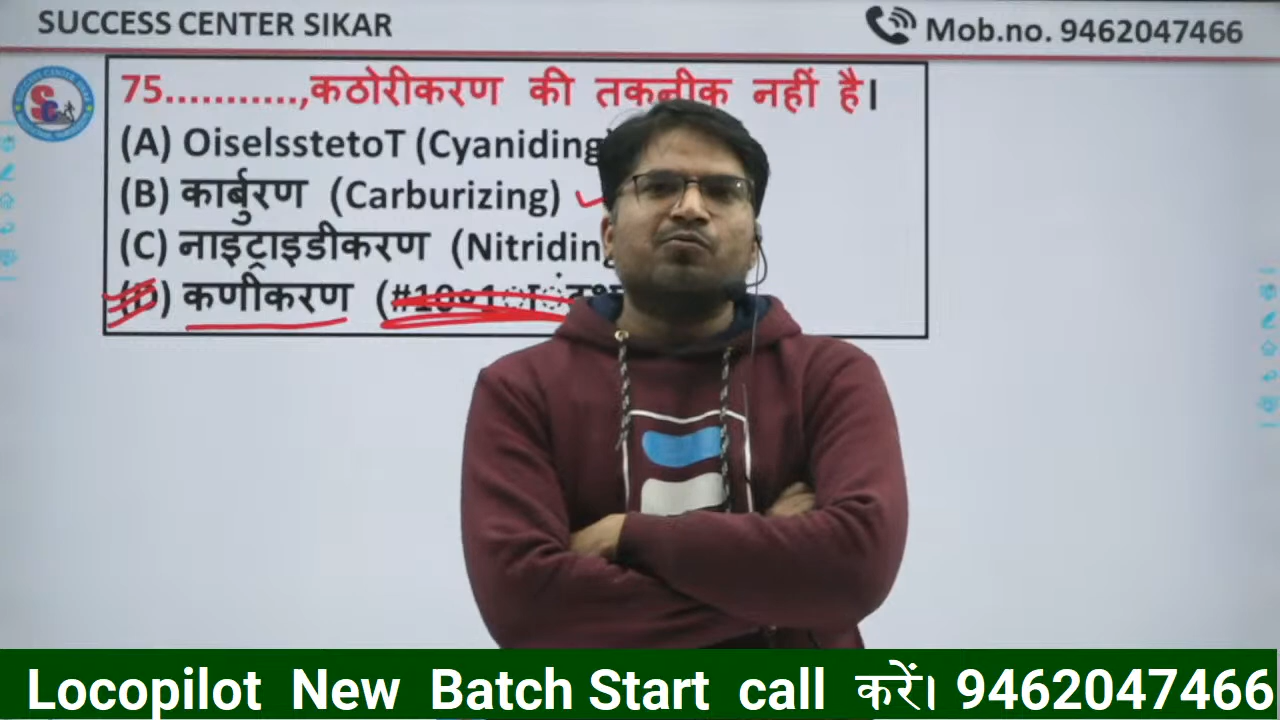 SUCCESS CENTER SIKAR
Mob.no. 9462047466
75...........,कठोरीकरण की तकनीक नहीं है।
(A) OiselsstetoT (Cyaniding
(B) कार्बुरण (Carburizing)
(C) नाइट्राइडीकरण (Nitriding
(D) कणीकरण
Locopilot New Batch Start call करें। 9462047466